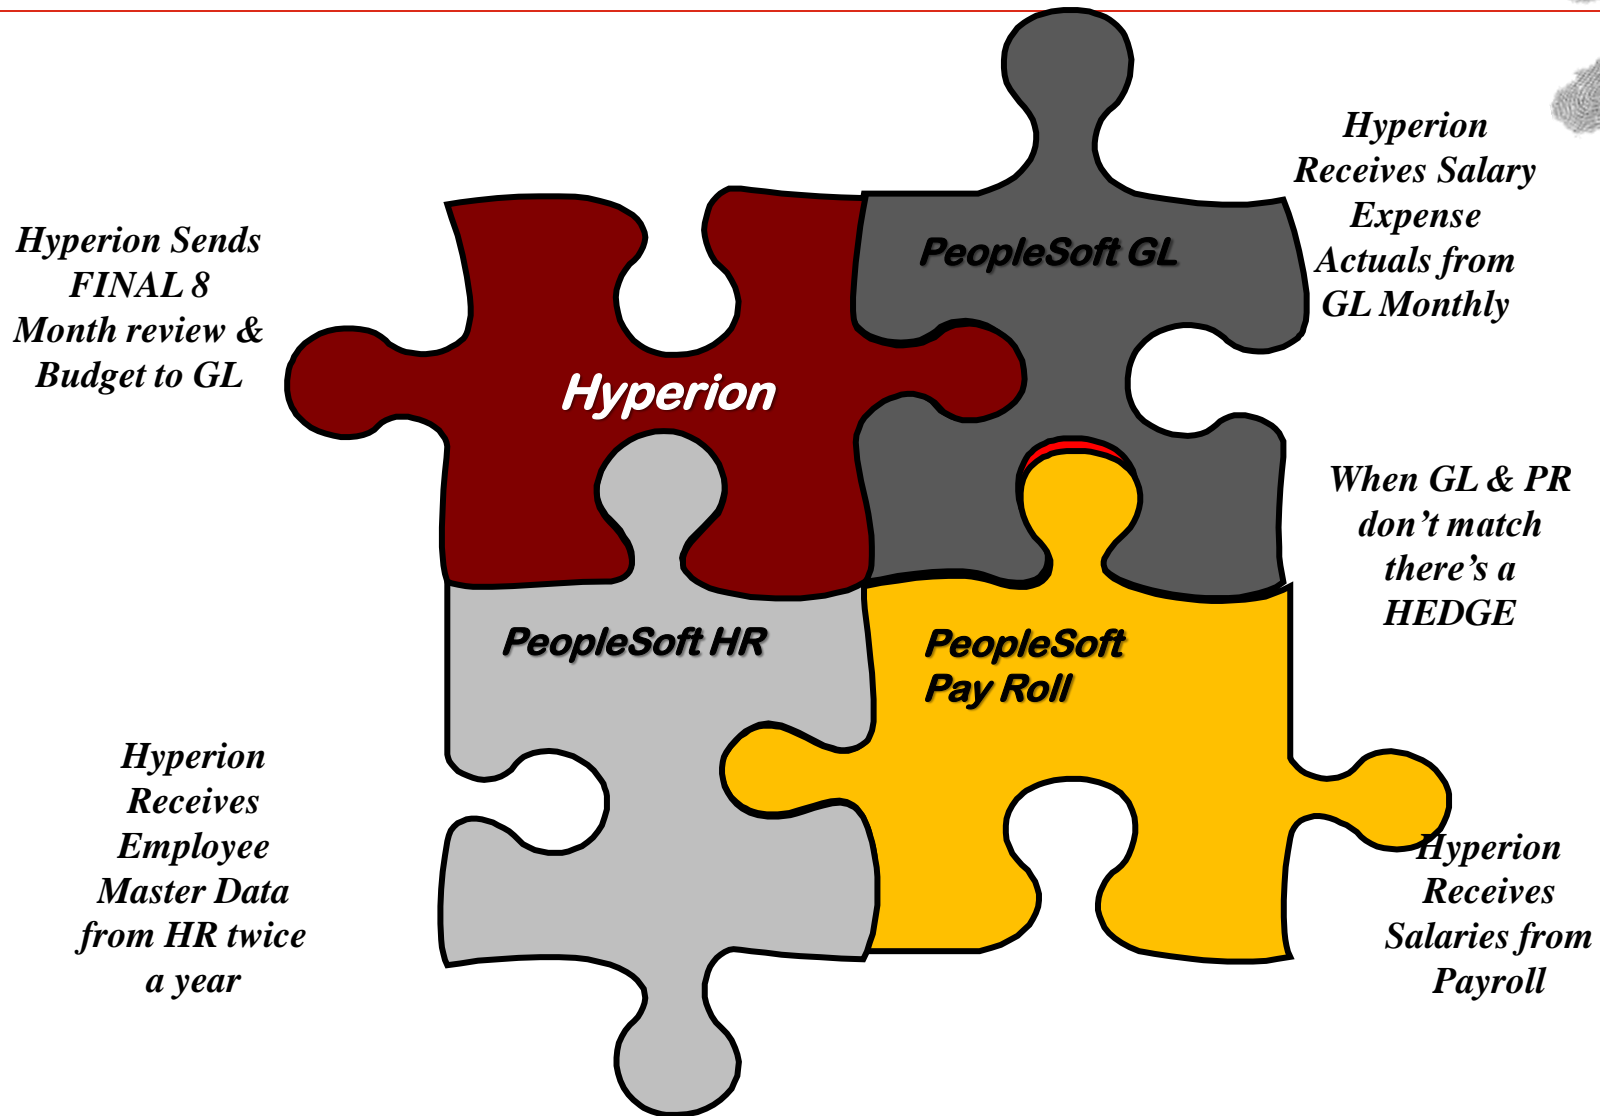 Hyperion Sends
FINAL 8
Month review &
Budget to GL
Hyperion
PeopleSoft GL
Hyperion
Receives Salary
Expense
Actuals from
GL Monthly
When GL & PR
don’t match
there’s a
HEDGE
PeopleSoft HR
PeopleSoft
Pay Roll
Hyperion
Receives
Employee
Master Data
from HR twice
a year
Hyperion
Receives
Salaries from
Payroll